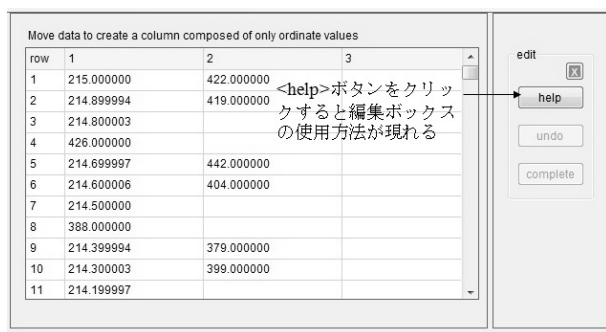 Move data to create a column composed of only ordinate values
row 1 2 3
1 215.000000 422.000000
2 214.899994 419.000000
3 214.800003
4 426.000000
5 214.699997 442.000000
6 214.600006 404.000000
7 214.500000
8 388.000000
9 214.399994 379.000000
10 214.300003 399.000000
11 214.199997
<help>ボタンをクリッ
クすると編集ボックス
の使用方法が現れる
edit
X
help
undo
complete